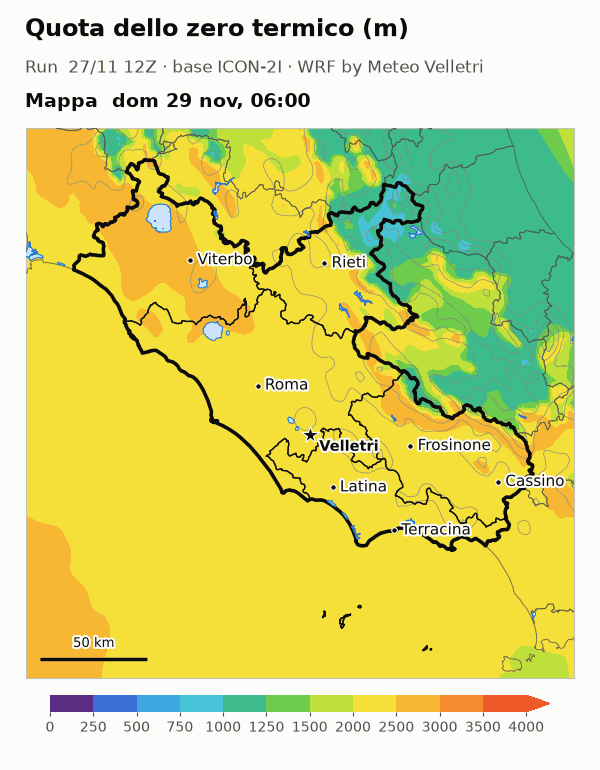 Quota dello zero termico (m)
Run 27/11 12Z · base ICON-2I · WRF by Meteo Velletri
Mappa dom 29 nov, 06:00
Viterbo
Rieti
Roma
Velletri
Frosinone
Cassino
Latina
Terracina
50 km
0 250 500 750 1000 1250 1500 2000 2500 3000 3500 4000